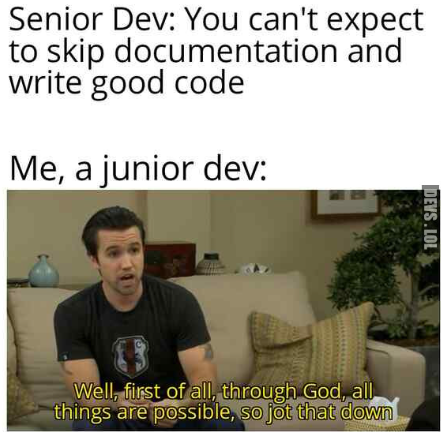 Senior Dev: You can't expect
to skip documentation and
write good code
Me, a junior dev:
DEVS.LOL
Well, first of all, through God, all
things are possible, so jot that down